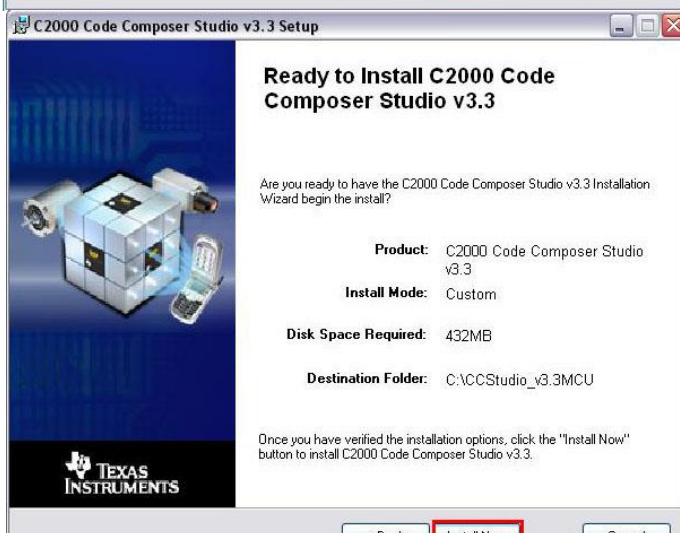 C2000 Code Composer Studio v3.3 Setup
Ready to Install C2000 Code
Composer Studio v3.3
Are you ready to have the C2000 Code Composer Studio v3.3 Installation
Wizard begin the install?
Product: C2000 Code Composer Studio
v3.3
Install Mode: Custom
Disk Space Required: 432MB
Destination Folder: C:\CCStudio_v3.3MCU
Once you have verified the installation options, click the "Install Now"
button to install C2000 Code Composer Studio v3.3.
TEXAS
INSTRUMENTS